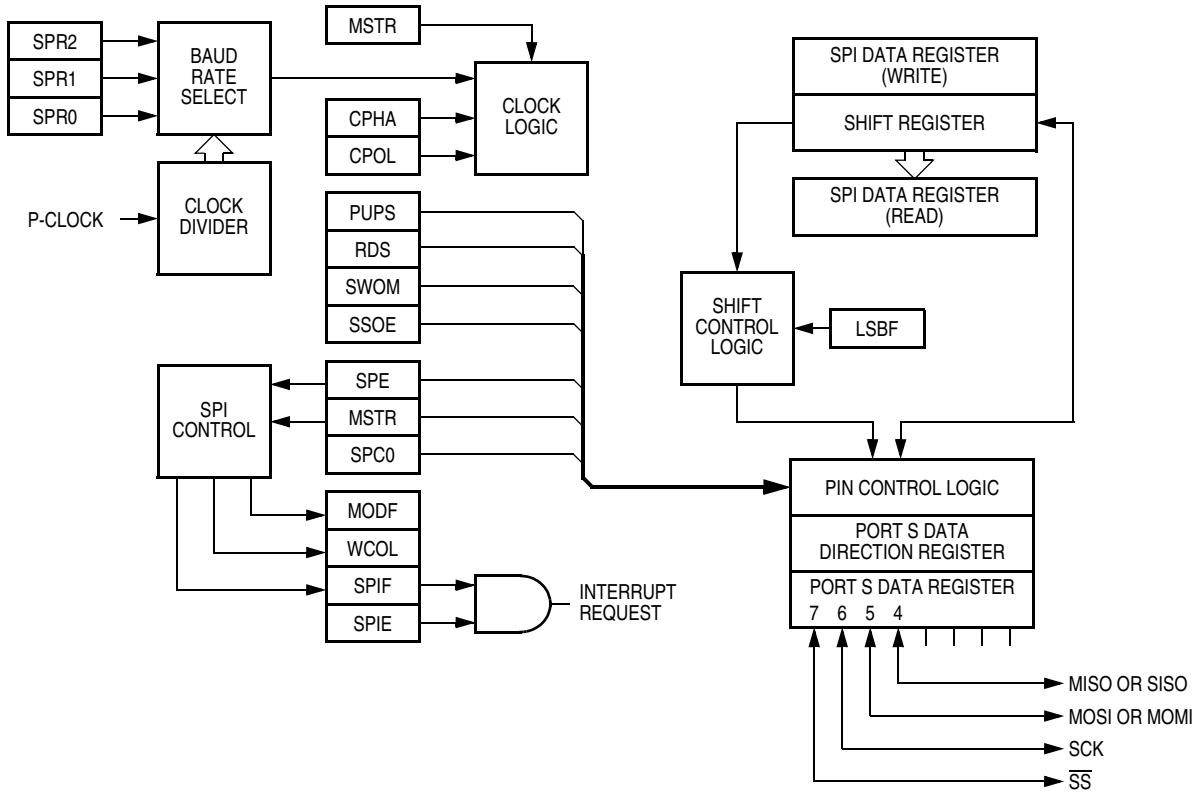 SPR2
SPR1
SPR0
BAUD
RATE
SELECT
P-CLOCK
CLOCK
DIVIDER
MSTR
CPHA
CPOL
CLOCK
LOGIC
PUPS
RDS
SWOM
SSOE
SPE
MSTR
SPC0
SPI
CONTROL
MODF
WCOL
SPIF
SPIE
INTERRUPT
REQUEST
SPI DATA REGISTER
(WRITE)
SHIFT REGISTER
SPI DATA REGISTER
(READ)
SHIFT
CONTROL
LOGIC
LSBF
PIN CONTROL LOGIC
PORT S DATA
DIRECTION REGISTER
PORT S DATA REGISTER
7 6 5 4
MISO OR SISO
MOSI OR MOMI
SCK
SS